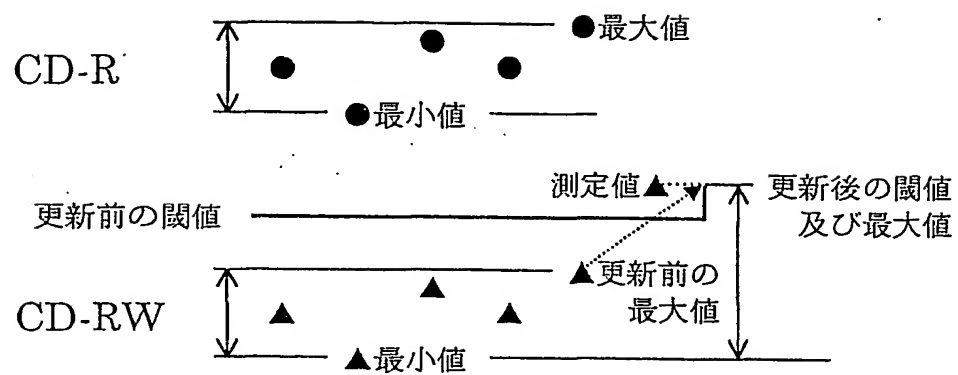 最大値
CD-R
最小値
測定値
更新後の閾値
及び最大値
更新前の閾値
更新前の
最大値
CD-RW
最小値